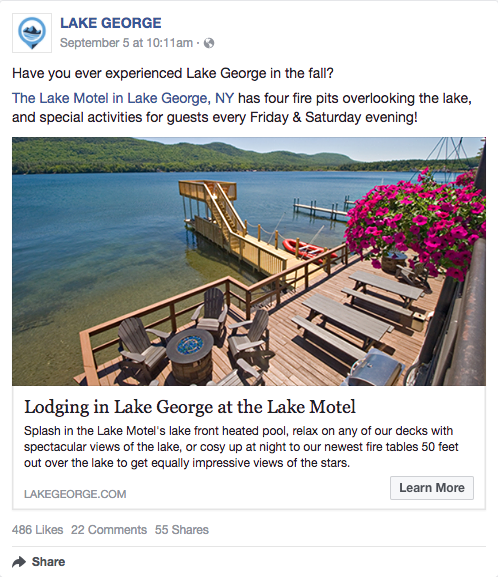 LAKE GEORGE
September 5 at 10:11am ·
Have you ever experienced Lake George in the fall?
The Lake Motel in Lake George, NY has four fire pits overlooking the lake,
and special activities for guests every Friday & Saturday evening!
Lodging in Lake George at the Lake Motel
Splash in the Lake Motel's lake front heated pool, relax on any of our decks with
spectacular views of the lake, or cosy up at night to our newest fire tables 50 feet
out over the lake to get equally impressive views of the stars.
LAKEGEORGE.COM
Learn More
486 Likes 22 Comments 55 Shares
Share